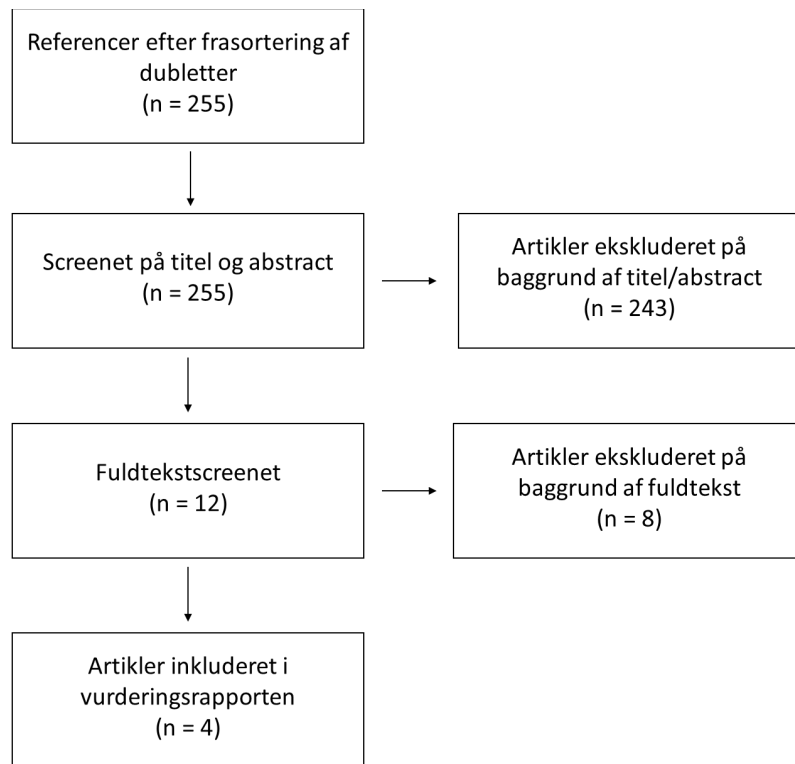 Referencer efter frasortering af
dubletter
(n = 255)
Screenet på titel og abstract
(n = 255)
Artikler ekskluderet på
baggrund af titel/abstract
(n = 243)
Fuldtekstscreenet
(n = 12)
Artikler ekskluderet på
baggrund af fuldtekst
(n = 8)
Artikler inkluderet i
vurderingsrapporten
(n = 4)